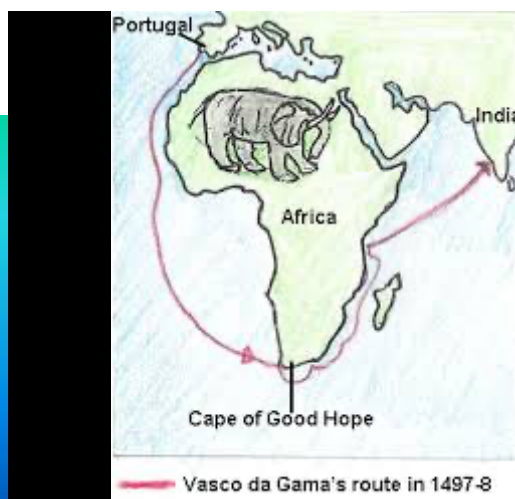 Portugal
India
Africa
Cape of Good Hope
Vasco da Gama's route in 1497-8